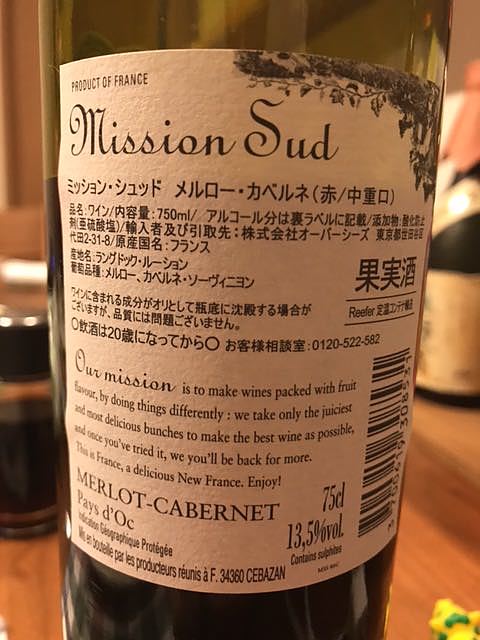 PRODUCT OF FRANCE
Mission Sud
ミッション・シュッド メルロー・カベルネ(赤/中重口)
品名:ワイン/内容量:750ml/ アルコール分は裏ラベルに記載/添加物:酸化防止
剤(亜硫酸塩)/輸入者及び引取先:株式会社オーバーシーズ 東京都世田谷区
代田2-31-8/原産国名:フランス
産地名:ラングドック・ルーション
葡萄品種:メルロー、カベルネ・ソーヴィニヨン
果実酒
Reefer 定温コンテナ輸送
ワインに含まれる成分がオリとして瓶底に沈殿する場合が
ございますが、品質には問題ございません。
〇飲酒は20歳になってから〇 お客様相談室:0120-522-582
Our mission is to make wines packed with fruit
flavour, by doing things differently : we take only the juiciest
and most delicious bunches to make the best wine as possible,
and once you've tried it, we you'll be back for more.
This is France, a delicious New France. Enjoy!
MERLOT-CABERNET
Pays d'Oc
Indication Géographique Protégée
Mis en bouteille par les producteurs réunis à F. 34360 CEBAZAN
75cl
13,5%vol.
Contains sulphites